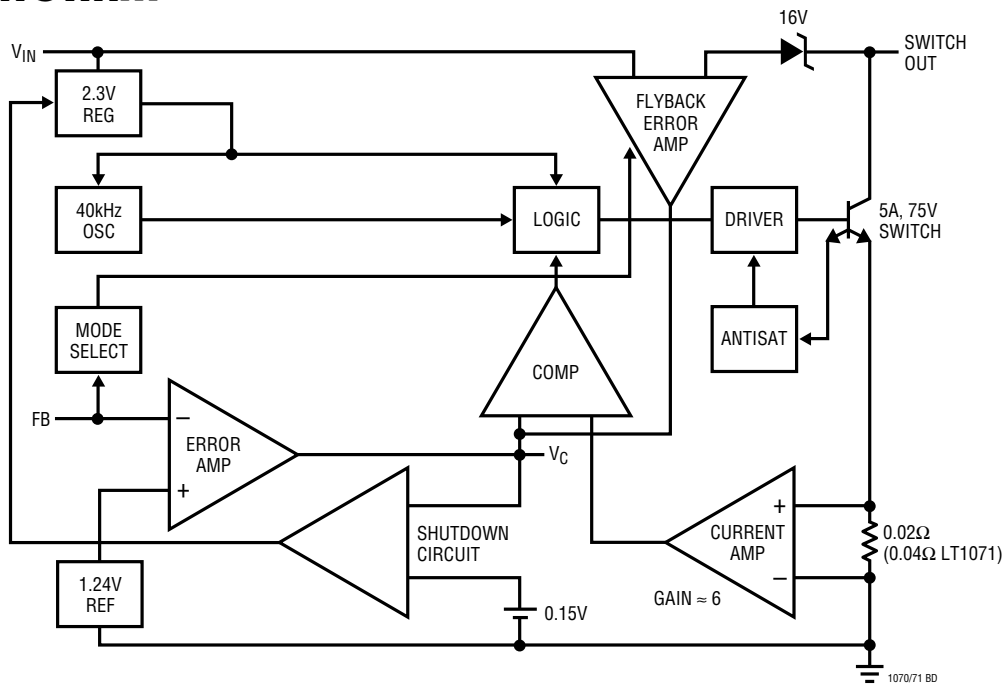 16V
V_IN
SWITCH
OUT
2.3V
REG
FLYBACK
ERROR
AMP
40kHz
OSC
LOGIC
DRIVER
5A, 75V
SWITCH
MODE
SELECT
ANTISAT
COMP
FB
−
ERROR
AMP
+
V_C
SHUTDOWN
CIRCUIT
+
CURRENT
AMP
−
0.02Ω
(0.04Ω LT1071)
1.24V
REF
GAIN ≈ 6
0.15V
1070/71 BD